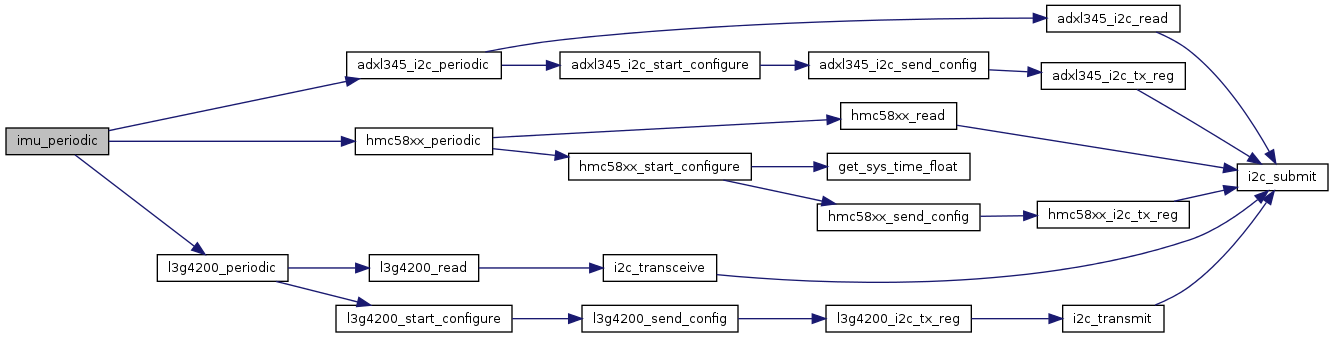 adxl345_i2c_read
adxl345_i2c_periodic
adxl345_i2c_start_configure
adxl345_i2c_send_config
adxl345_i2c_tx_reg
hmc58xx_read
imu_periodic
hmc58xx_periodic
hmc58xx_start_configure
get_sys_time_float
i2c_submit
hmc58xx_send_config
hmc58xx_i2c_tx_reg
l3g4200_periodic
l3g4200_read
i2c_transceive
l3g4200_start_configure
l3g4200_send_config
l3g4200_i2c_tx_reg
i2c_transmit